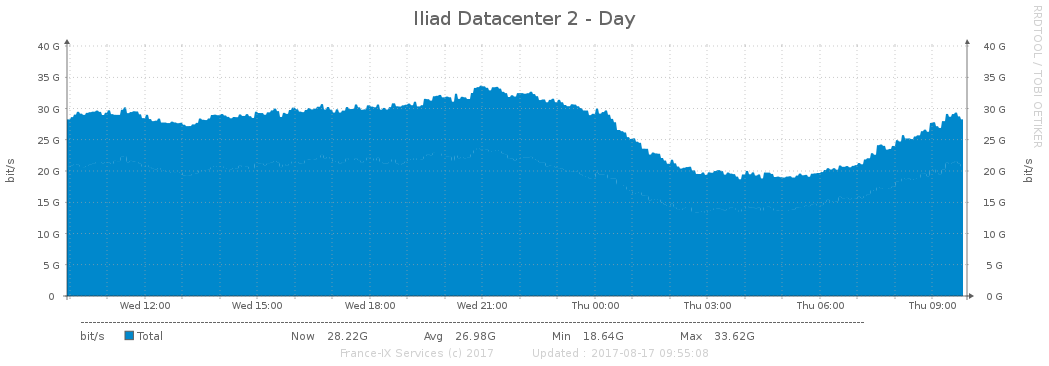 Iliad Datacenter 2 - Day
RRDTOOL / TOBI OETIKER
40 G 40 G
35 G 35 G
30 G 30 G
25 G 25 G
20 G 20 G
15 G 15 G
10 G 10 G
5 G 5 G
0 0 G
bit/s
bit/s
Wed 12:00 Wed 15:00 Wed 18:00 Wed 21:00 Thu 00:00 Thu 03:00 Thu 06:00 Thu 09:00
bit/s Total Now 28.22G Avg 26.98G Min 18.64G Max 33.62G
France-IX Services (c) 2017 Updated : 2017-08-17 09:55:08